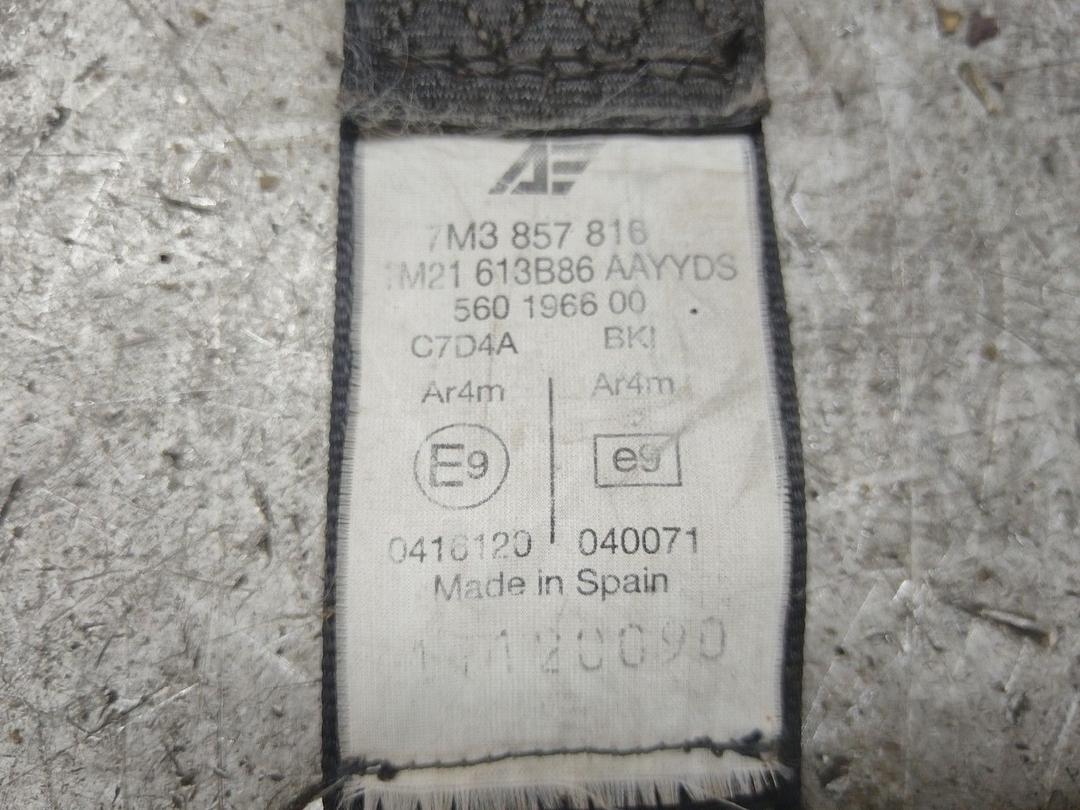 AE
7M3 857 816
M21 613B86 AAYYDS
560 1966 00
C7D4A BKI
Ar4m Ar4m
E9 e9
0416120 040071
Made in Spain